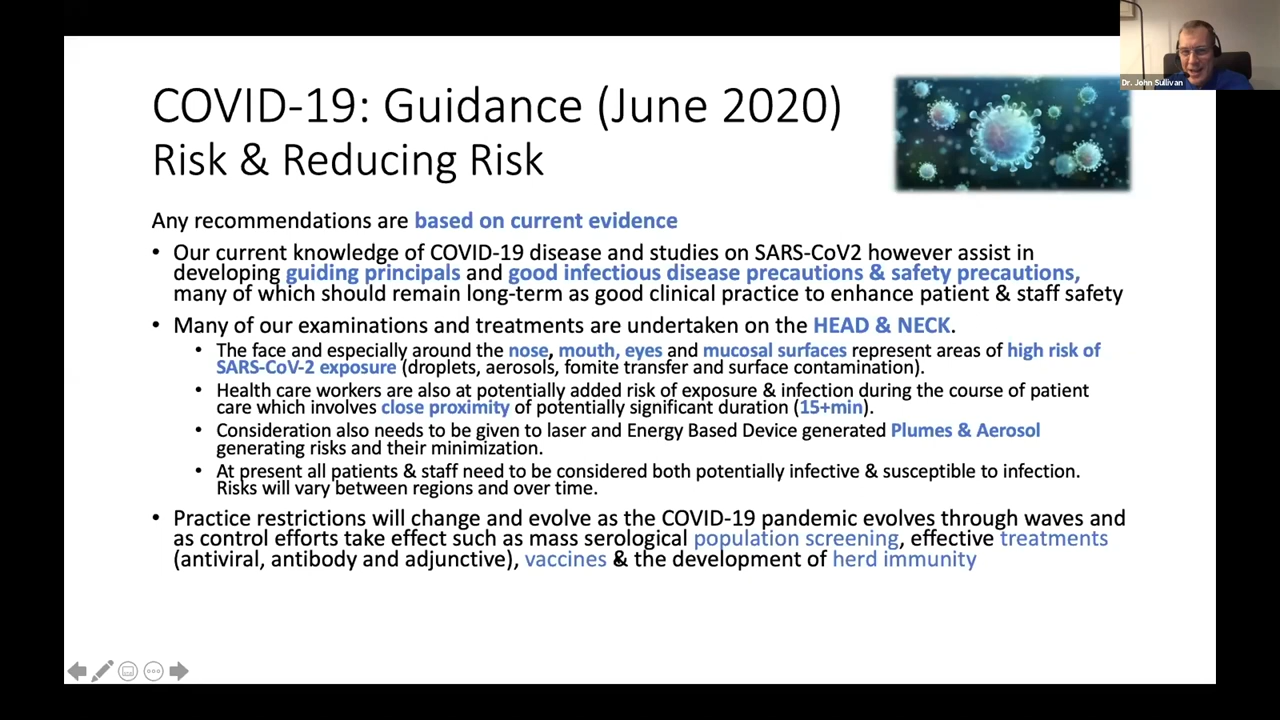 Dr. John Sullivan
COVID-19: Guidance (June 2020)
Risk & Reducing Risk
Any recommendations are based on current evidence
• Our current knowledge of COVID-19 disease and studies on SARS-CoV2 however assist in
developing guiding principals and good infectious disease precautions & safety precautions,
many of which should remain long-term as good clinical practice to enhance patient & staff safety
• Many of our examinations and treatments are undertaken on the HEAD & NECK.
• The face and especially around the nose, mouth, eyes and mucosal surfaces represent areas of high risk of
SARS-CoV-2 exposure (droplets, aerosols, fomite transfer and surface contamination).
• Health care workers are also at potentially added risk of exposure & infection during the course of patient
care which involves close proximity of potentially significant duration (15+min).
• Consideration also needs to be given to laser and Energy Based Device generated Plumes & Aerosol
generating risks and their minimization.
• At present all patients & staff need to be considered both potentially infective & susceptible to infection.
Risks will vary between regions and over time.
• Practice restrictions will change and evolve as the COVID-19 pandemic evolves through waves and
as control efforts take effect such as mass serological population screening, effective treatments
(antiviral, antibody and adjunctive), vaccines & the development of herd immunity